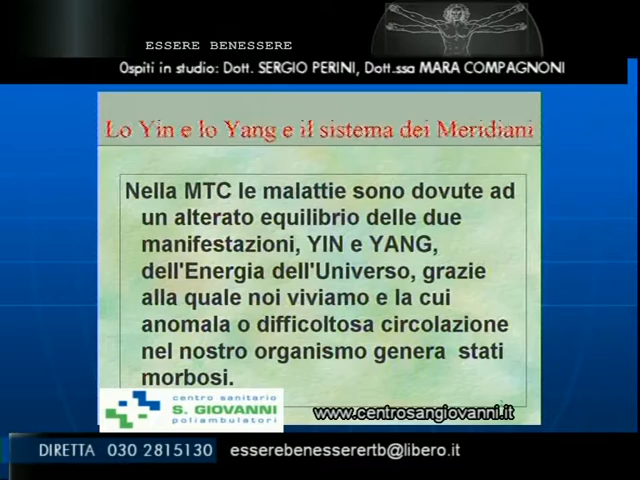 ESSERE BENESSERE
Ospiti in studio: Dott. SERGIO PERINI, Dott.ssa MARA COMPAGNONI
Lo Yin e lo Yang e il sistema dei Meridiani
Nella MTC le malattie sono dovute ad
un alterato equilibrio delle due
manifestazioni, YIN e YANG,
dell'Energia dell'Universo, grazie
alla quale noi viviamo e la cui
anomala o difficoltosa circolazione
nel nostro organismo genera stati
morbosi.
centro sanitario
S. GIOVANNI
poliambulatori
www.centrosangiovanni.it
DIRETTA 030 2815130 esserebenesserertb@libero.it